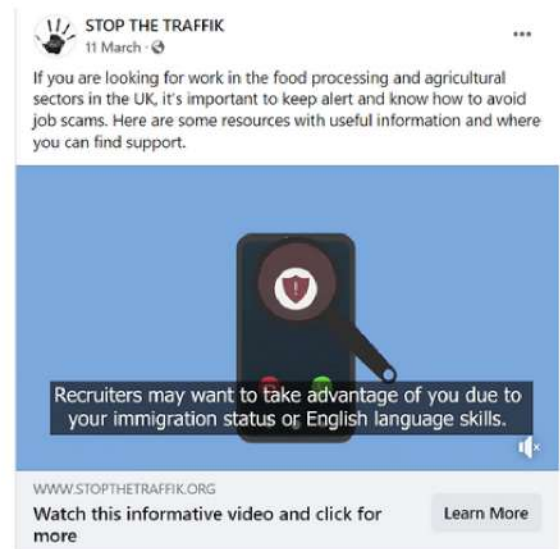 STOP THE TRAFFIK
11 March ·
If you are looking for work in the food processing and agricultural
sectors in the UK, it's important to keep alert and know how to avoid
job scams. Here are some resources with useful information and where
you can find support.
Recruiters may want to take advantage of you due to
your immigration status or English language skills.
WWW.STOPTHETRAFFIK.ORG
Watch this informative video and click for
more
Learn More